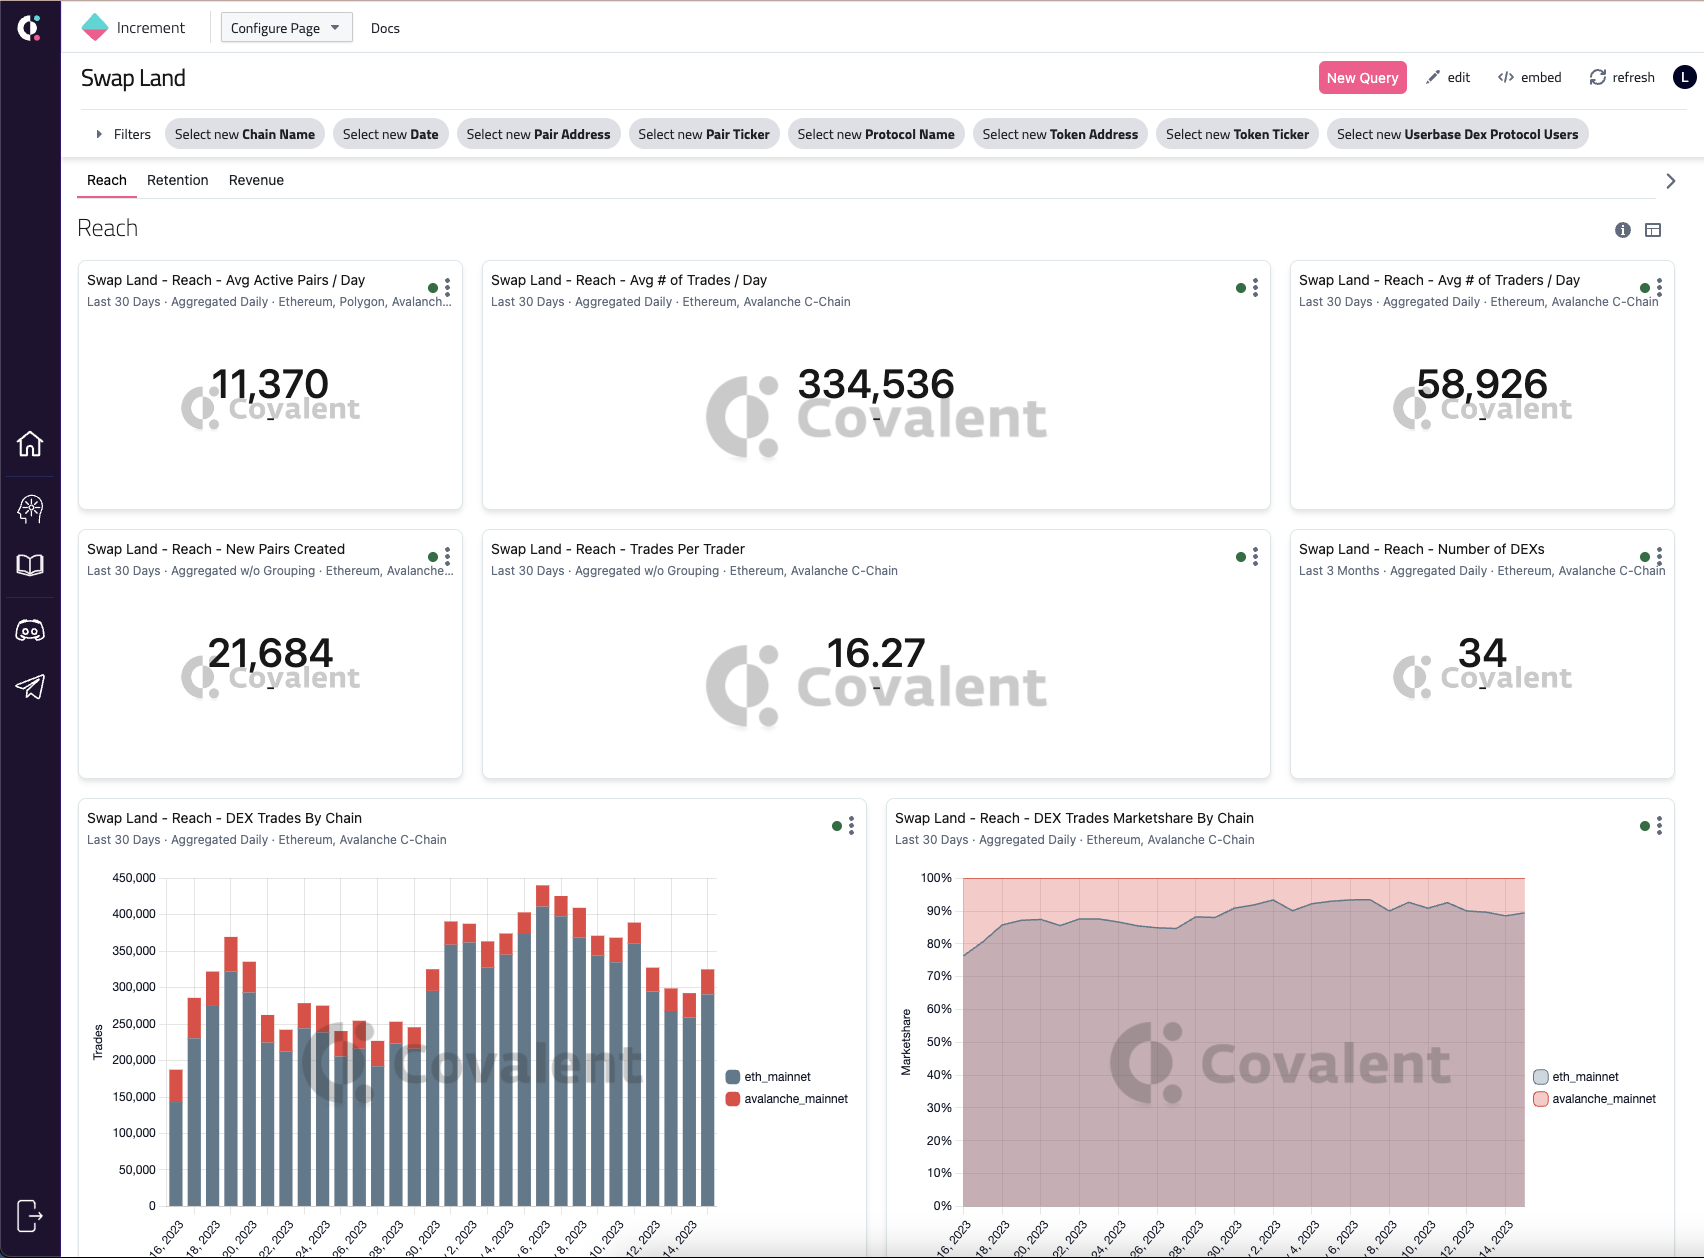 Increment
Configure Page
Docs
Swap Land
New Query
edit
embed
refresh
L
Filters
Select new Chain Name
Select new Date
Select new Pair Address
Select new Pair Ticker
Select new Protocol Name
Select new Token Address
Select new Token Ticker
Select new Userbase Dex Protocol Users
Reach
Retention
Revenue
Reach
Swap Land - Reach - Avg Active Pairs / Day
Last 30 Days · Aggregated Daily · Ethereum, Polygon, Avalanch...
11,370
-
Covalent
Swap Land - Reach - Avg # of Trades / Day
Last 30 Days · Aggregated Daily · Ethereum, Avalanche C-Chain
334,536
-
Covalent
Swap Land - Reach - Avg # of Traders / Day
Last 30 Days · Aggregated Daily · Ethereum, Avalanche C-Chain
58,926
-
Covalent
Swap Land - Reach - New Pairs Created
Last 30 Days · Aggregated w/o Grouping · Ethereum, Avalanche...
21,684
-
Covalent
Swap Land - Reach - Trades Per Trader
Last 30 Days · Aggregated w/o Grouping · Ethereum, Avalanche C-Chain
16.27
-
Covalent
Swap Land - Reach - Number of DEXs
Last 3 Months · Aggregated Daily · Ethereum, Avalanche C-Chain
34
-
Covalent
Swap Land - Reach - DEX Trades By Chain
Last 30 Days · Aggregated Daily · Ethereum, Avalanche C-Chain
450,000
400,000
350,000
300,000
250,000
200,000
150,000
100,000
50,000
0
Trades
Covalent
eth_mainnet
avalanche_mainnet
16, 2023
18, 2023
20, 2023
22, 2023
24, 2023
26, 2023
28, 2023
30, 2023
2, 2023
4, 2023
6, 2023
8, 2023
10, 2023
12, 2023
14, 2023
Swap Land - Reach - DEX Trades Marketshare By Chain
Last 30 Days · Aggregated Daily · Ethereum, Avalanche C-Chain
100%
90%
80%
70%
60%
50%
40%
30%
20%
10%
0%
Marketshare
Covalent
eth_mainnet
avalanche_mainnet
16, 2023
18, 2023
20, 2023
22, 2023
24, 2023
26, 2023
28, 2023
30, 2023
2, 2023
4, 2023
6, 2023
8, 2023
10, 2023
12, 2023
14, 2023